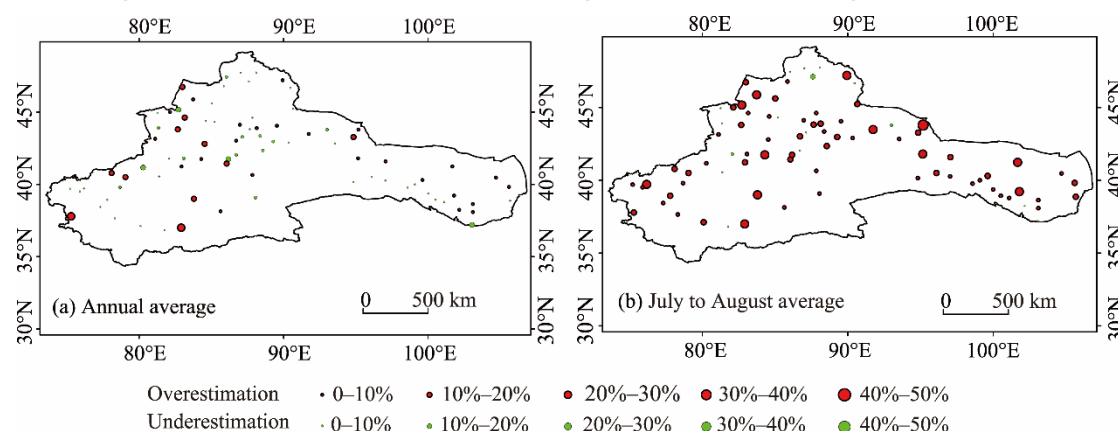 80°E 90°E 100°E 80°E 90°E 100°E
45°N 45°N 45°N 45°N
40°N 40°N 40°N 40°N
35°N 35°N 35°N 35°N
30°N 30°N 30°N 30°N
(a) Annual average 0 500 km (b) July to August average 0 500 km
80°E 90°E 100°E 80°E 90°E 100°E
Overestimation 0–10% 10%–20% 20%–30% 30%–40% 40%–50%
Underestimation 0–10% 10%–20% 20%–30% 30%–40% 40%–50%